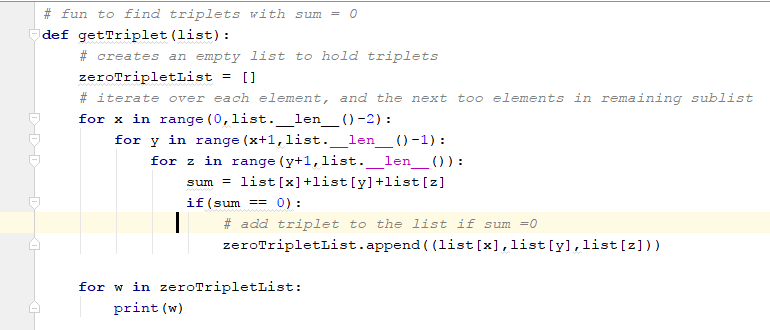 # fun to find triplets with sum = 0
def getTriplet(list):
# creates an empty list to hold triplets
zeroTripletList = []
# iterate over each element, and the next too elements in remaining sublist
for x in range(0,list.__len__()-2):
for y in range(x+1,list.__len__()-1):
for z in range(y+1,list.__len__()):
sum = list[x]+list[y]+list[z]
if(sum == 0):
# add triplet to the list if sum =0
zeroTripletList.append((list[x],list[y],list[z]))
for w in zeroTripletList:
print(w)